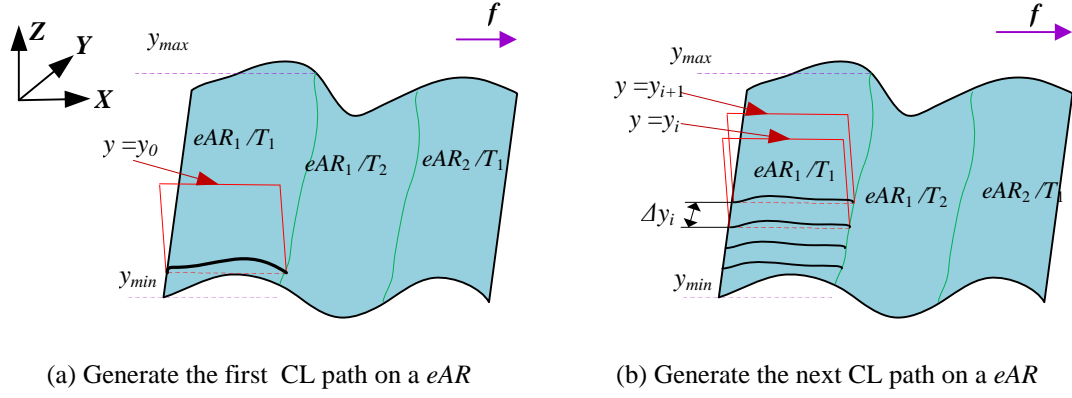 Z
Y
X
y_max
f
y = y_0
eAR_1/T_1
eAR_1/T_2
eAR_2/T_1
y_min
(a) Generate the first CL path on a eAR
f
y_max
y = y_{i+1}
y = y_i
eAR_1/T_1
eAR_1/T_2
eAR_2/T_1
Δy_i
y_min
(b) Generate the next CL path on a eAR